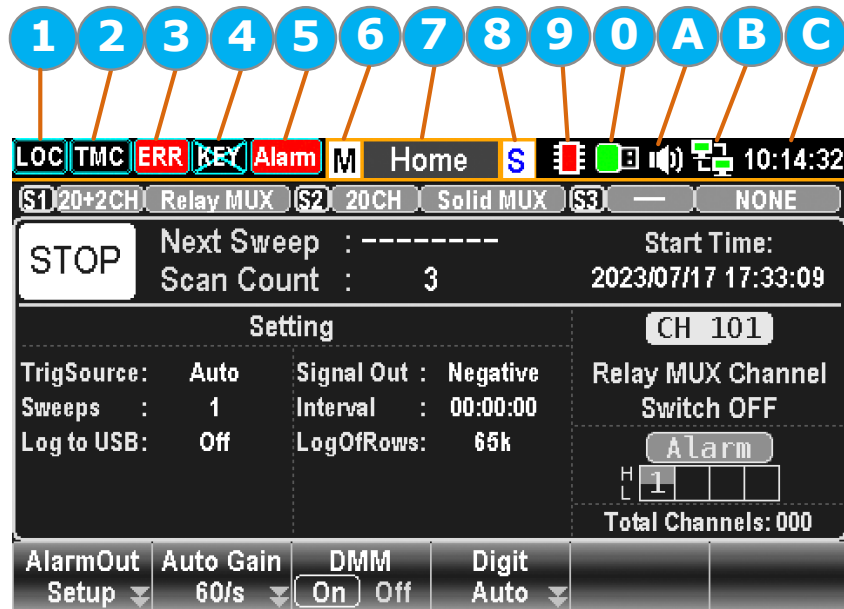 1 2 3 4 5 6 7 8 9 0 A B C
LOC TMC ERR KEY Alarm M Home S 10:14:32
S1 20+2CH Relay MUX S2 20CH Solid MUX S3 — NONE
STOP Next Sweep : -------- Start Time:
Scan Count : 3 2023/07/17 17:33:09
Setting CH 101
TrigSource: Auto Signal Out : Negative Relay MUX Channel
Sweeps : 1 Interval : 00:00:00 Switch OFF
Log to USB: Off LogOfRows: 65k Alarm
H 1
L
Total Channels: 000
AlarmOut Auto Gain DMM Digit
Setup 60/s On Off Auto